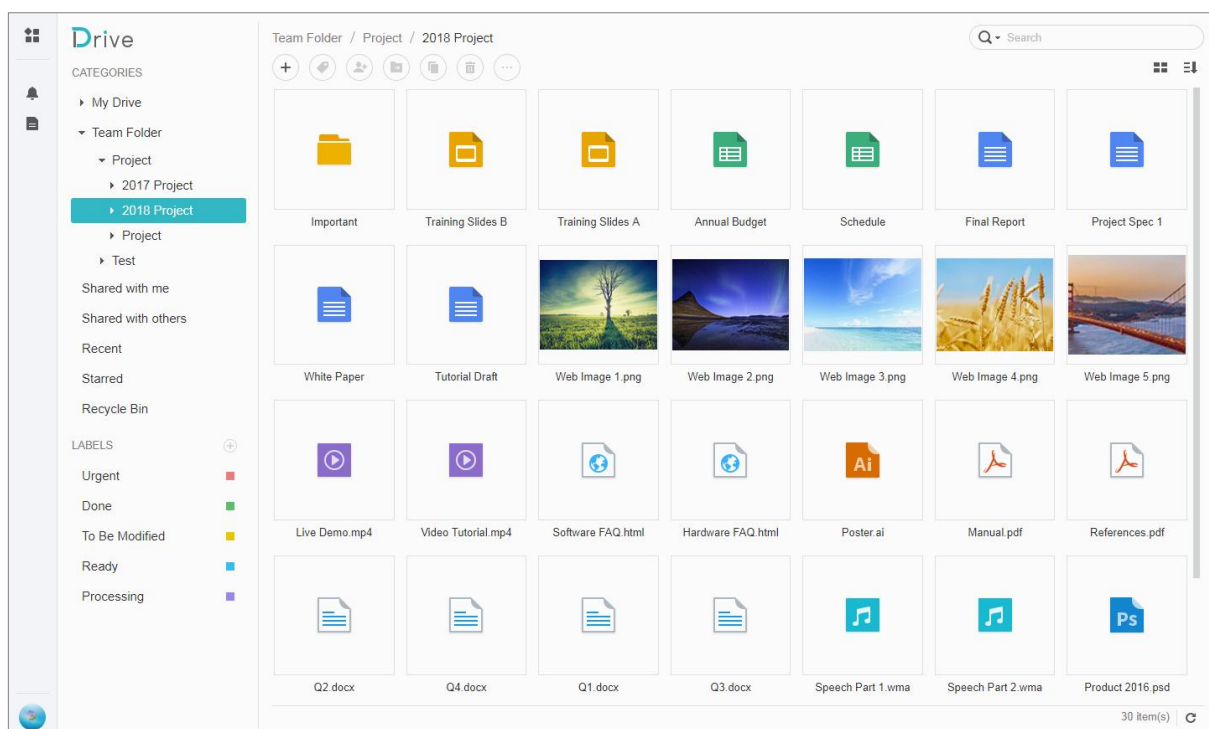 Drive
CATEGORIES
My Drive
Team Folder
Project
2017 Project
2018 Project
Project
Test
Shared with me
Shared with others
Recent
Starred
Recycle Bin
LABELS
Urgent
Done
To Be Modified
Ready
Processing
Team Folder / Project / 2018 Project
Search
Important
Training Slides B
Training Slides A
Annual Budget
Schedule
Final Report
Project Spec 1
White Paper
Tutorial Draft
Web Image 1.png
Web Image 2.png
Web Image 3.png
Web Image 4.png
Web Image 5.png
Ai
Live Demo.mp4
Video Tutorial.mp4
Software FAQ.html
Hardware FAQ.html
Poster.ai
Manual.pdf
References.pdf
Ps
Q2.docx
Q4.docx
Q1.docx
Q3.docx
Speech Part 1.wma
Speech Part 2.wma
Product 2016.psd
30 item(s)